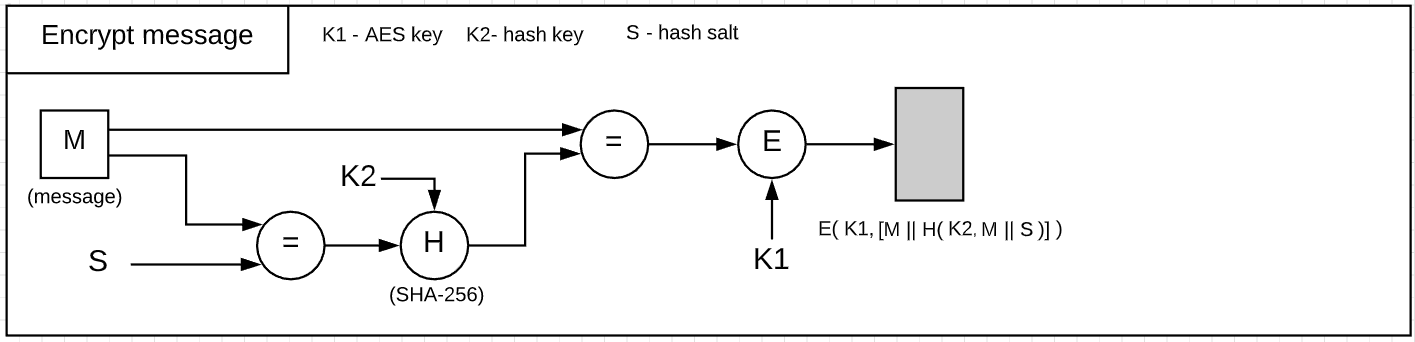 Encrypt message
K1 - AES key
K2- hash key
S - hash salt
M
(message)
=
E
K2
S
=
H
(SHA-256)
K1
E( K1, [M || H( K2, M || S )] )